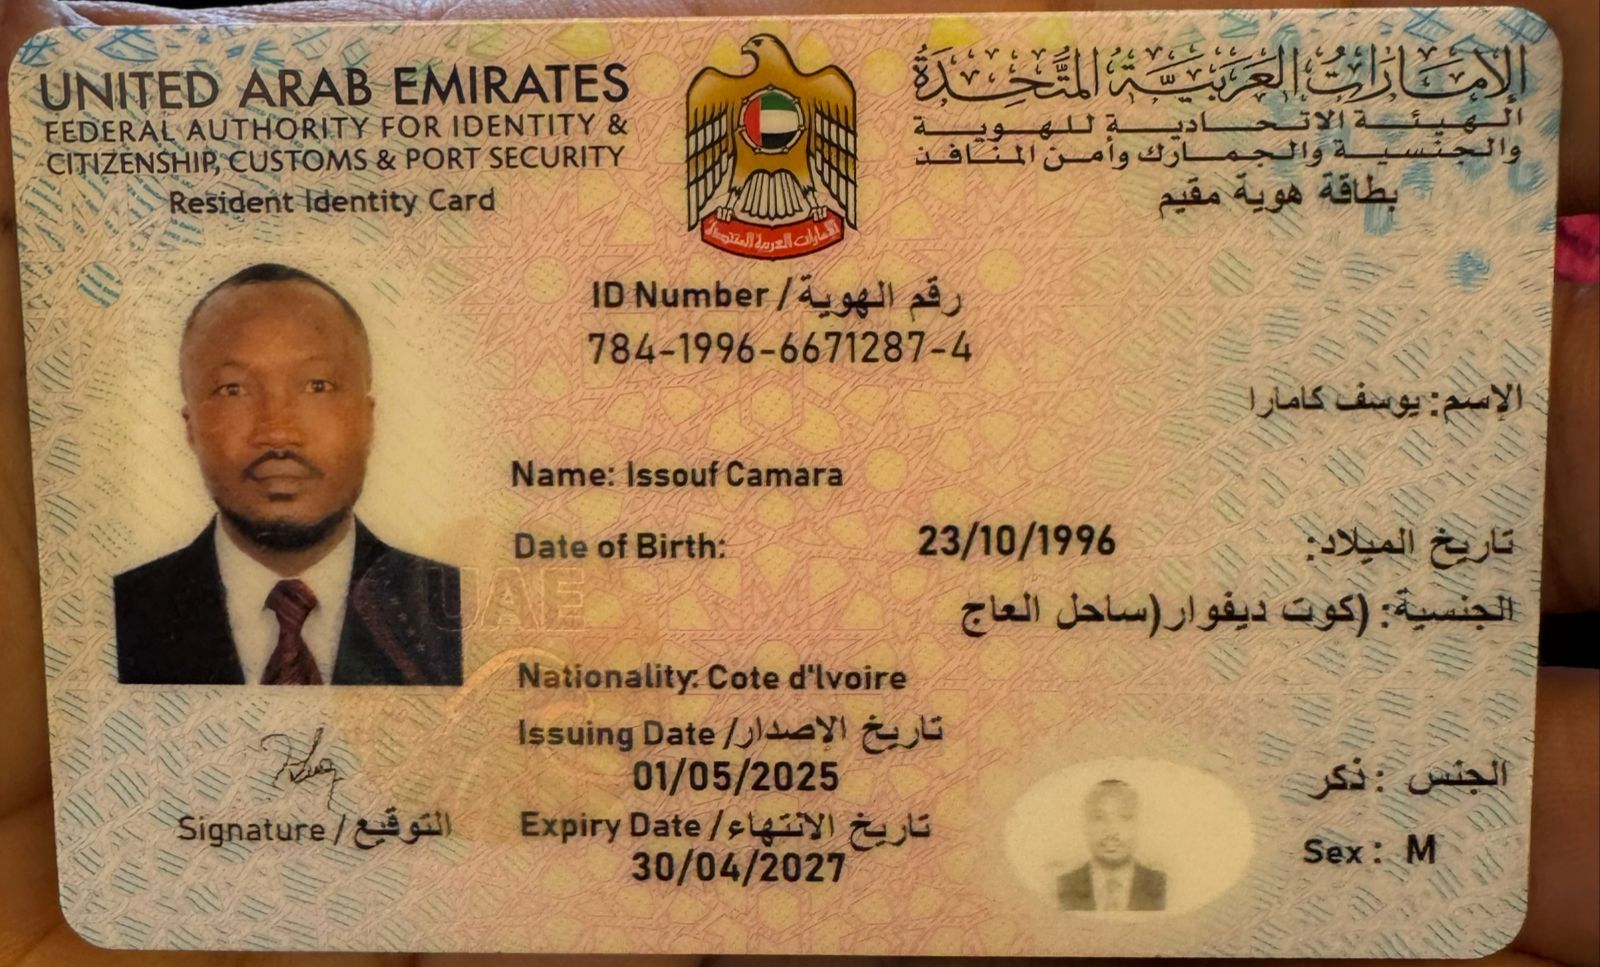 UNITED ARAB EMIRATES
FEDERAL AUTHORITY FOR IDENTITY &
CITIZENSHIP, CUSTOMS & PORT SECURITY
Resident Identity Card
الإمارات العربية المتحدة
الهيئة الاتحادية للهوية
والجنسية والجمارك وأمن المنافذ
بطاقة هوية مقيم
الإمارات العربية المتحدة
ID Number / رقم الهوية
784-1996-6671287-4
الإسم: يوسف كامارا
Name: Issouf Camara
Date of Birth: 23/10/1996 تاريخ الميلاد:
UAE
الجنسية: (كوت ديفوار(ساحل العاج
Nationality: Cote d'Ivoire
Issuing Date / تاريخ الإصدار
01/05/2025
الجنس : ذكر
Signature / التوقيع
Expiry Date / تاريخ الانتهاء
30/04/2027
Sex : M